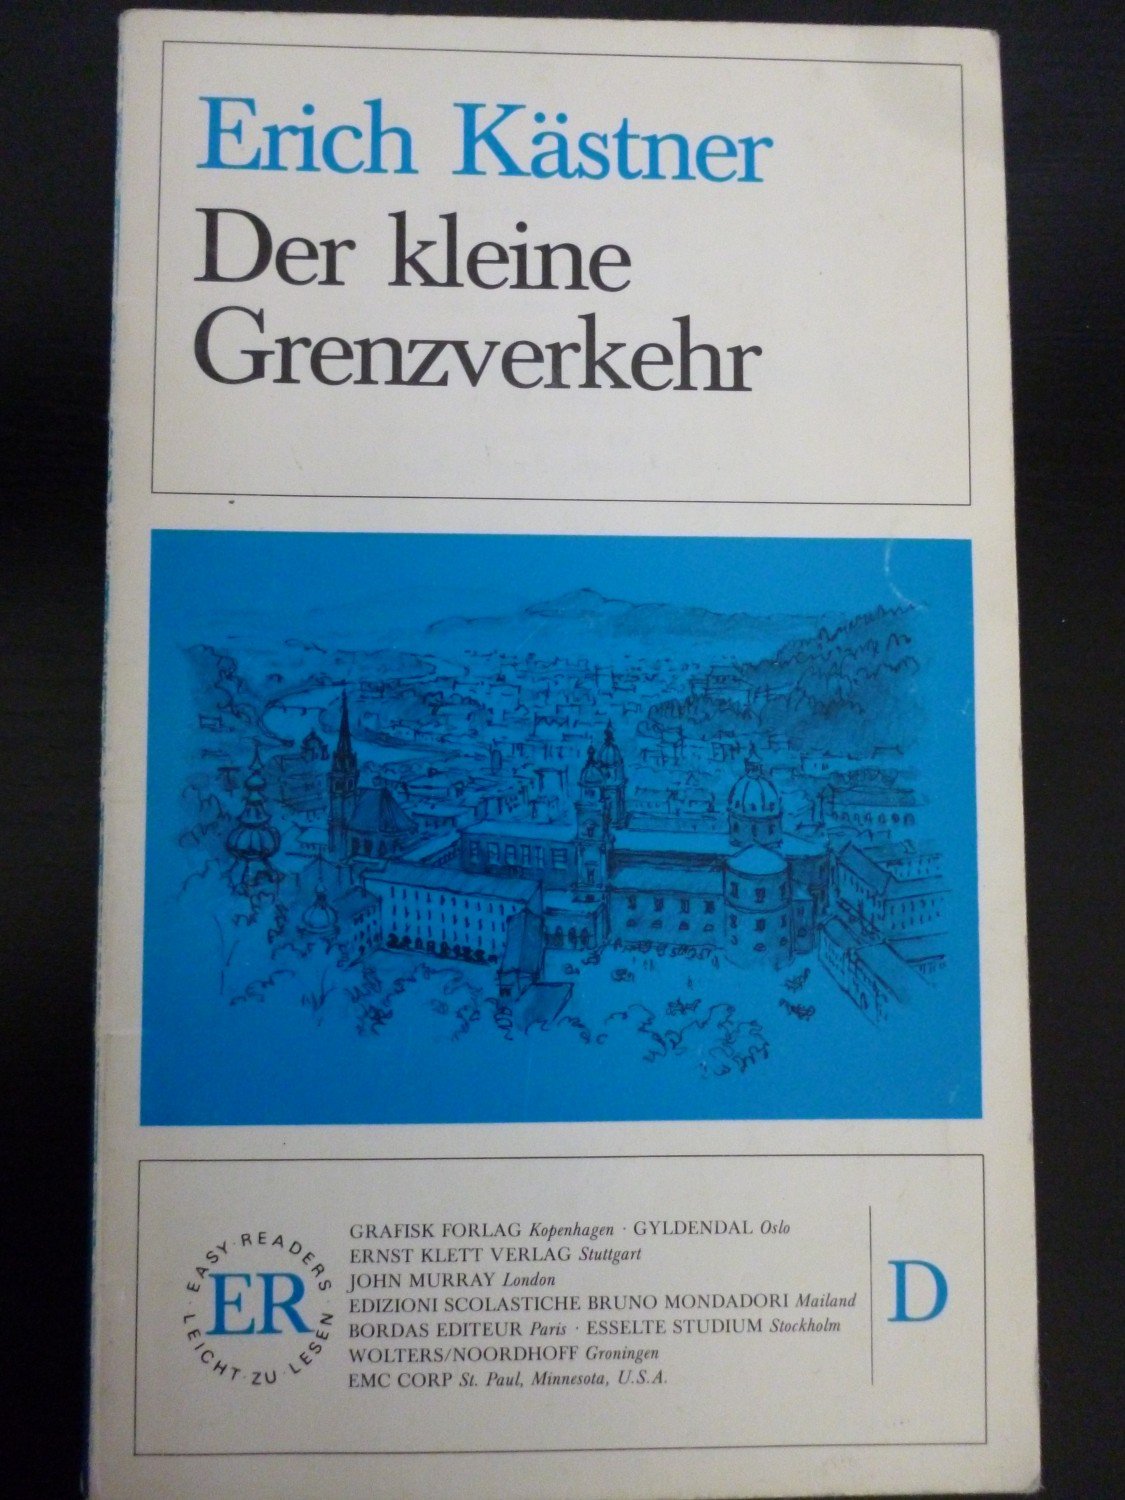 Erich Kästner
Der kleine
Grenzverkehr
EASY · READERS
ER
LEICHT · ZU · LESEN
GRAFISK FORLAG Kopenhagen · GYLDENDAL Oslo
ERNST KLETT VERLAG Stuttgart
JOHN MURRAY London
EDIZIONI SCOLASTICHE BRUNO MONDADORI Mailand
BORDAS EDITEUR Paris · ESSELTE STUDIUM Stockholm
WOLTERS/NOORDHOFF Groningen
EMC CORP St. Paul, Minnesota, U.S.A.
D